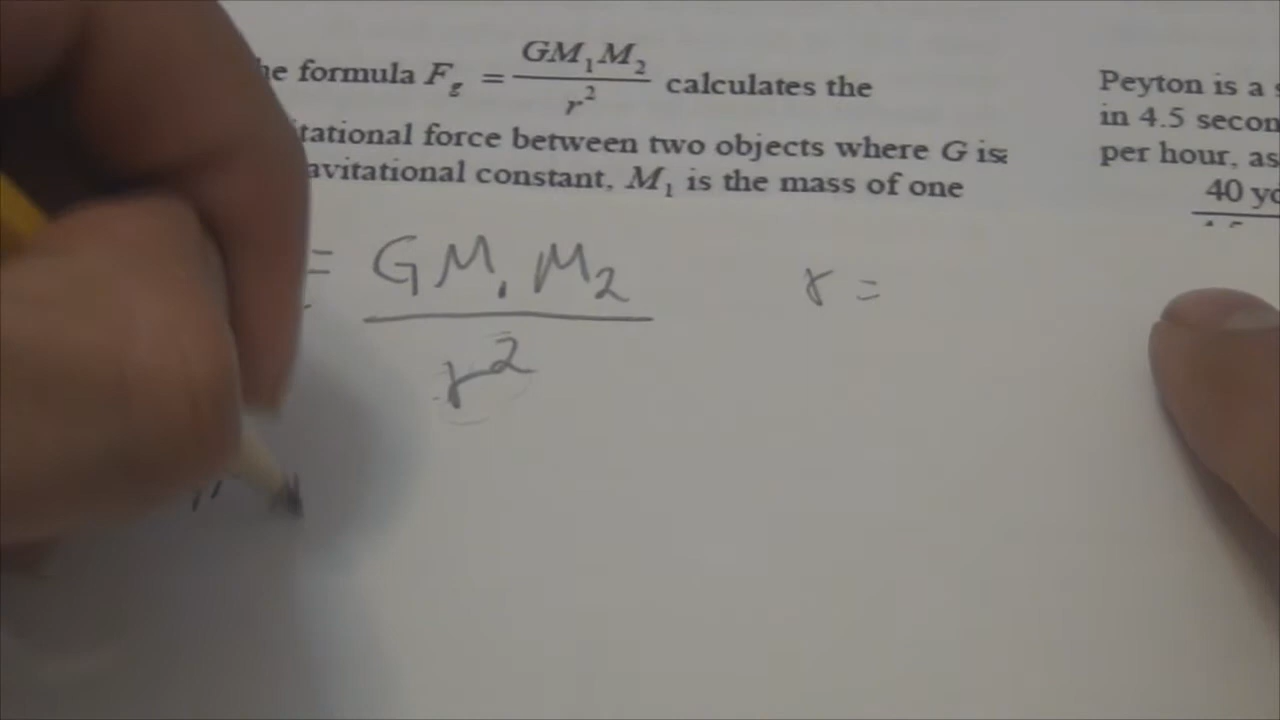 he formula F_g = GM₁M₂ / r² calculates the
itational force between two objects where G is
avitational constant, M₁ is the mass of one
= GM₁M₂ / r²
r =
Peyton is a
in 4.5 secon
per hour, as
40 yd